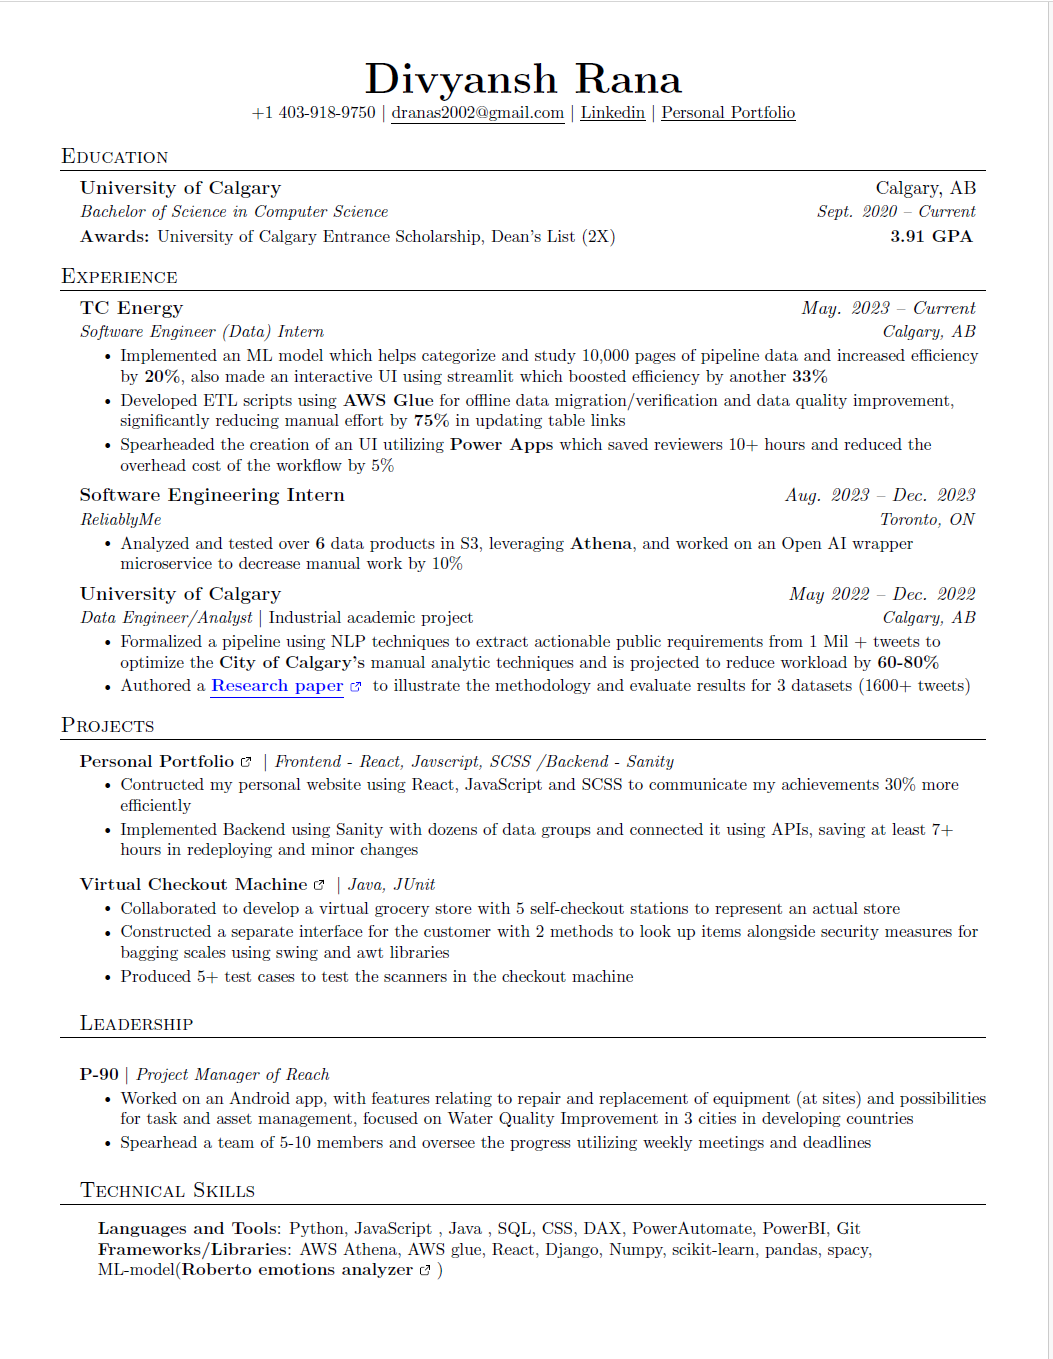 Divyansh Rana
+1 403-918-9750 | dranas2002@gmail.com | Linkedin | Personal Portfolio
Education
University of Calgary Calgary, AB
Bachelor of Science in Computer Science Sept. 2020 – Current
Awards: University of Calgary Entrance Scholarship, Dean's List (2X) 3.91 GPA
Experience
TC Energy May. 2023 – Current
Software Engineer (Data) Intern Calgary, AB
• Implemented an ML model which helps categorize and study 10,000 pages of pipeline data and increased efficiency
by 20%, also made an interactive UI using streamlit which boosted efficiency by another 33%
• Developed ETL scripts using AWS Glue for offline data migration/verification and data quality improvement,
significantly reducing manual effort by 75% in updating table links
• Spearheaded the creation of an UI utilizing Power Apps which saved reviewers 10+ hours and reduced the
overhead cost of the workflow by 5%
Software Engineering Intern Aug. 2023 – Dec. 2023
ReliablyMe Toronto, ON
• Analyzed and tested over 6 data products in S3, leveraging Athena, and worked on an Open AI wrapper
microservice to decrease manual work by 10%
University of Calgary May 2022 – Dec. 2022
Data Engineer/Analyst | Industrial academic project Calgary, AB
• Formalized a pipeline using NLP techniques to extract actionable public requirements from 1 Mil + tweets to
optimize the City of Calgary's manual analytic techniques and is projected to reduce workload by 60-80%
• Authored a Research paper to illustrate the methodology and evaluate results for 3 datasets (1600+ tweets)
Projects
Personal Portfolio | Frontend - React, Javscript, SCSS /Backend - Sanity
• Contructed my personal website using React, JavaScript and SCSS to communicate my achievements 30% more
efficiently
• Implemented Backend using Sanity with dozens of data groups and connected it using APIs, saving at least 7+
hours in redeploying and minor changes
Virtual Checkout Machine | Java, JUnit
• Collaborated to develop a virtual grocery store with 5 self-checkout stations to represent an actual store
• Constructed a separate interface for the customer with 2 methods to look up items alongside security measures for
bagging scales using swing and awt libraries
• Produced 5+ test cases to test the scanners in the checkout machine
Leadership
P-90 | Project Manager of Reach
• Worked on an Android app, with features relating to repair and replacement of equipment (at sites) and possibilities
for task and asset management, focused on Water Quality Improvement in 3 cities in developing countries
• Spearhead a team of 5-10 members and oversee the progress utilizing weekly meetings and deadlines
Technical Skills
Languages and Tools: Python, JavaScript , Java , SQL, CSS, DAX, PowerAutomate, PowerBI, Git
Frameworks/Libraries: AWS Athena, AWS glue, React, Django, Numpy, scikit-learn, pandas, spacy,
ML-model(Roberto emotions analyzer )